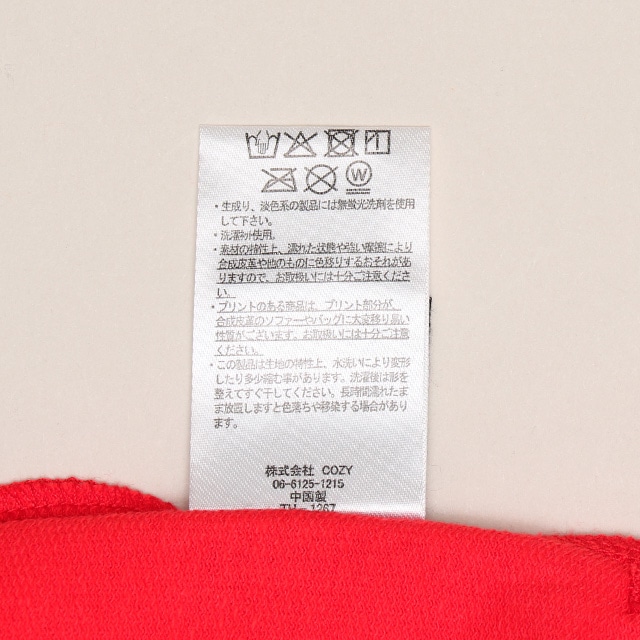 W
・生成り、淡色系の製品には無蛍光洗剤を使用
して下さい。
・洗濯ネット使用。
・素材の特性上、濡れた状態や強い摩擦により
合成皮革や他のものに色移りするおそれがあ
りますので、お取扱いには十分ご注意くださ
い。
・プリントのある商品は、プリント部分が、
合成皮革のソファーやバッグに大変移り易い
性質がございます。お取扱いには十分ご注意
ください。
・この製品は生地の特性上、水洗いにより変形
したり多少縮む事があります。洗濯後は形を
整えてすぐ干してください。長時間濡れたま
まま放置しますと色落ちや移染する場合があり
ます。
株式会社 COZY
06-6125-1215
中国製
TH-1267